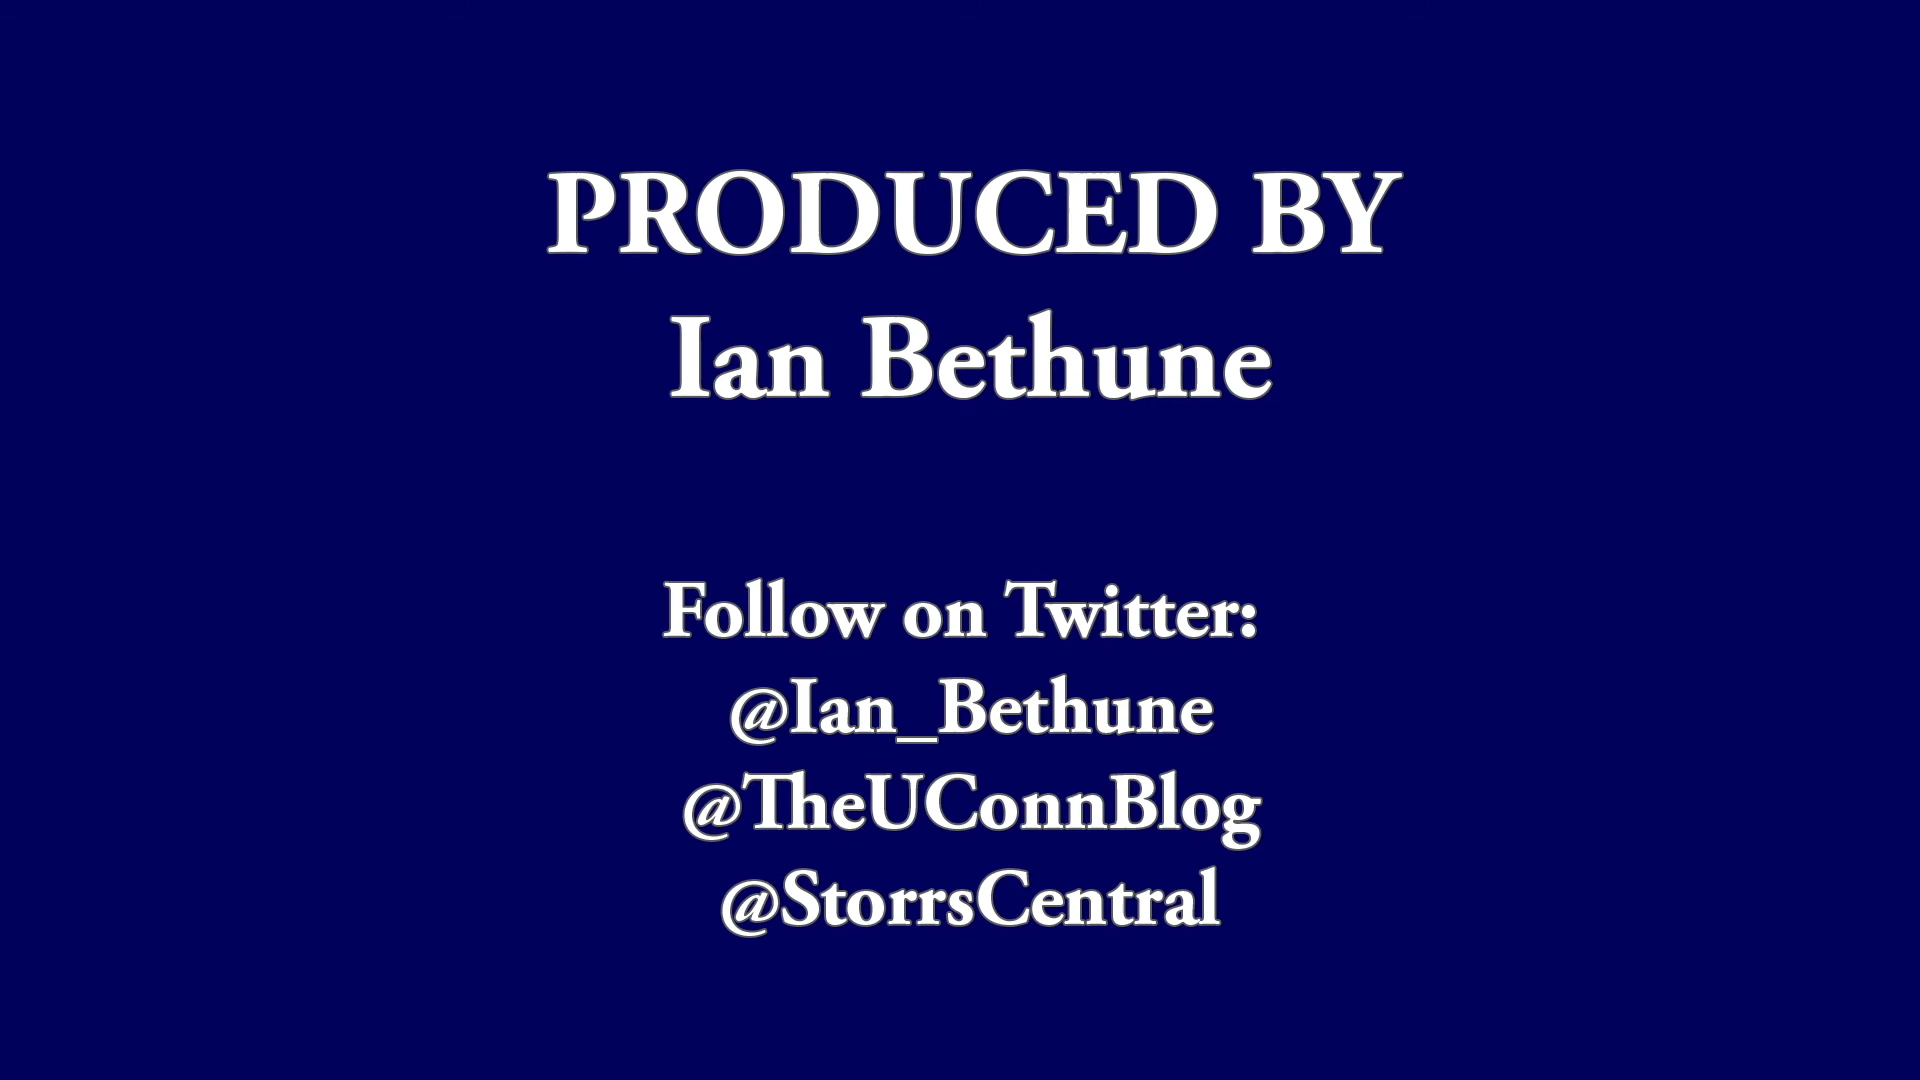 PRODUCED BY
Ian Bethune
Follow on Twitter:
@Ian_Bethune
@TheUConnBlog
@StorrsCentral